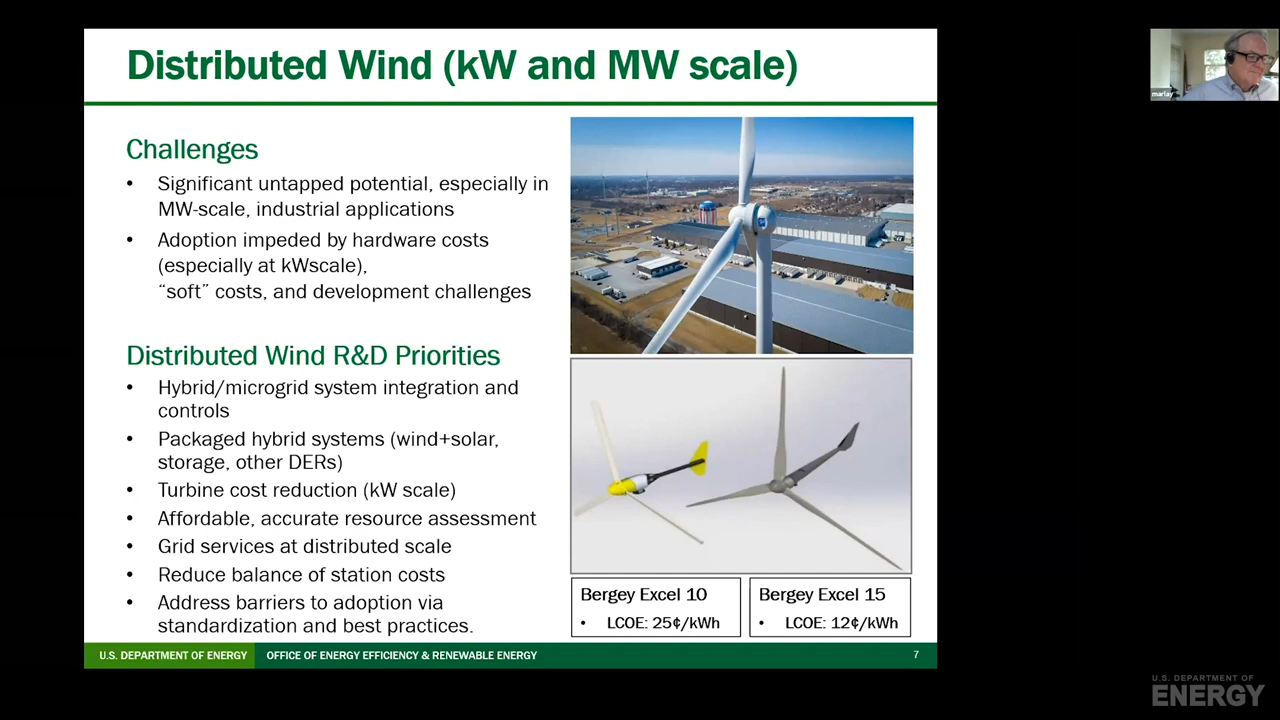 Distributed Wind (kW and MW scale)
Challenges
• Significant untapped potential, especially in
MW-scale, industrial applications
• Adoption impeded by hardware costs
(especially at kWscale),
“soft” costs, and development challenges
Distributed Wind R&D Priorities
• Hybrid/microgrid system integration and
controls
• Packaged hybrid systems (wind+solar,
storage, other DERs)
• Turbine cost reduction (kW scale)
• Affordable, accurate resource assessment
• Grid services at distributed scale
• Reduce balance of station costs
• Address barriers to adoption via
standardization and best practices.
Bergey Excel 10
• LCOE: 25¢/kWh
Bergey Excel 15
• LCOE: 12¢/kWh
U.S. DEPARTMENT OF ENERGY OFFICE OF ENERGY EFFICIENCY & RENEWABLE ENERGY 7
marlay
U.S. DEPARTMENT OF
ENERGY